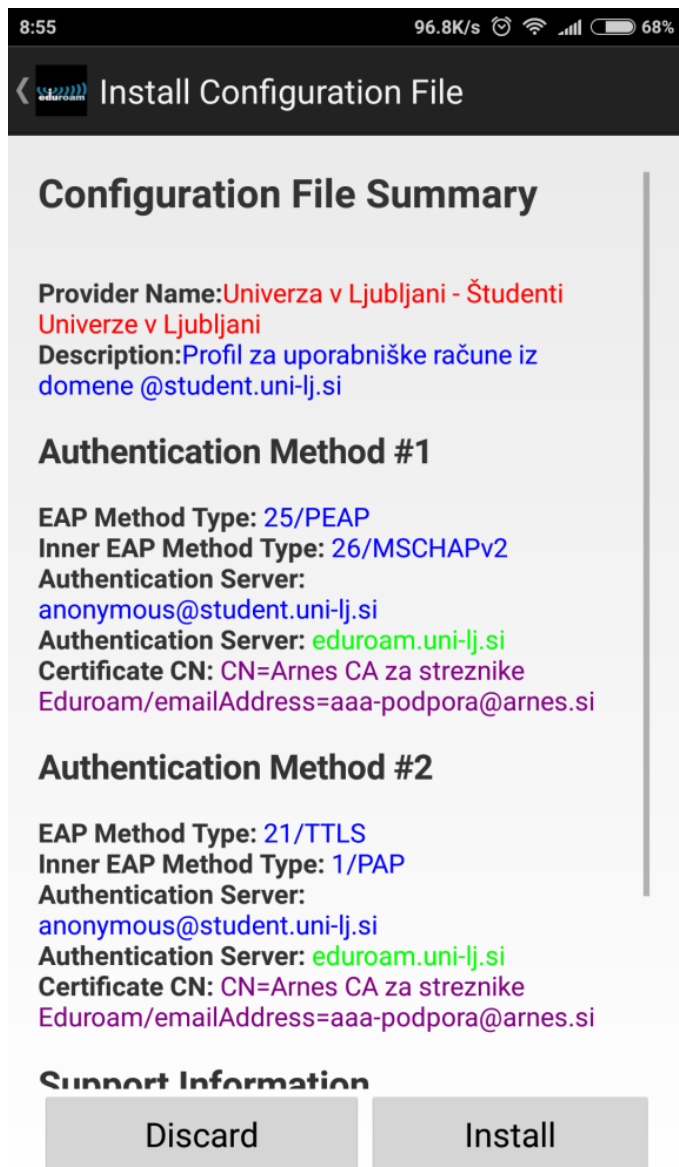 8:55 96.8K/s 68%
eduroam Install Configuration File
Configuration File Summary
Provider Name:Univerza v Ljubljani - Študenti
Univerze v Ljubljani
Description:Profil za uporabniške račune iz
domene @student.uni-lj.si
Authentication Method #1
EAP Method Type: 25/PEAP
Inner EAP Method Type: 26/MSCHAPv2
Authentication Server:
anonymous@student.uni-lj.si
Authentication Server: eduroam.uni-lj.si
Certificate CN: CN=Arnes CA za streznike
Eduroam/emailAddress=aaa-podpora@arnes.si
Authentication Method #2
EAP Method Type: 21/TTLS
Inner EAP Method Type: 1/PAP
Authentication Server:
anonymous@student.uni-lj.si
Authentication Server: eduroam.uni-lj.si
Certificate CN: CN=Arnes CA za streznike
Eduroam/emailAddress=aaa-podpora@arnes.si
Support Information
Discard Install